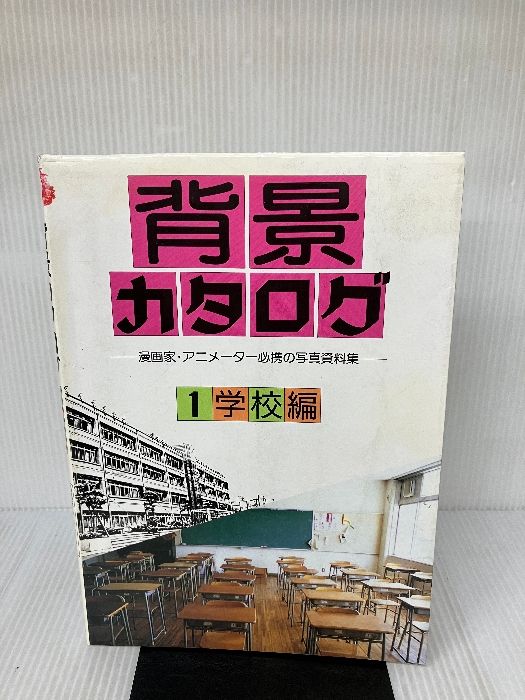 背景
カタログ
漫画家・アニメーター必携の写真資料集
1学校編